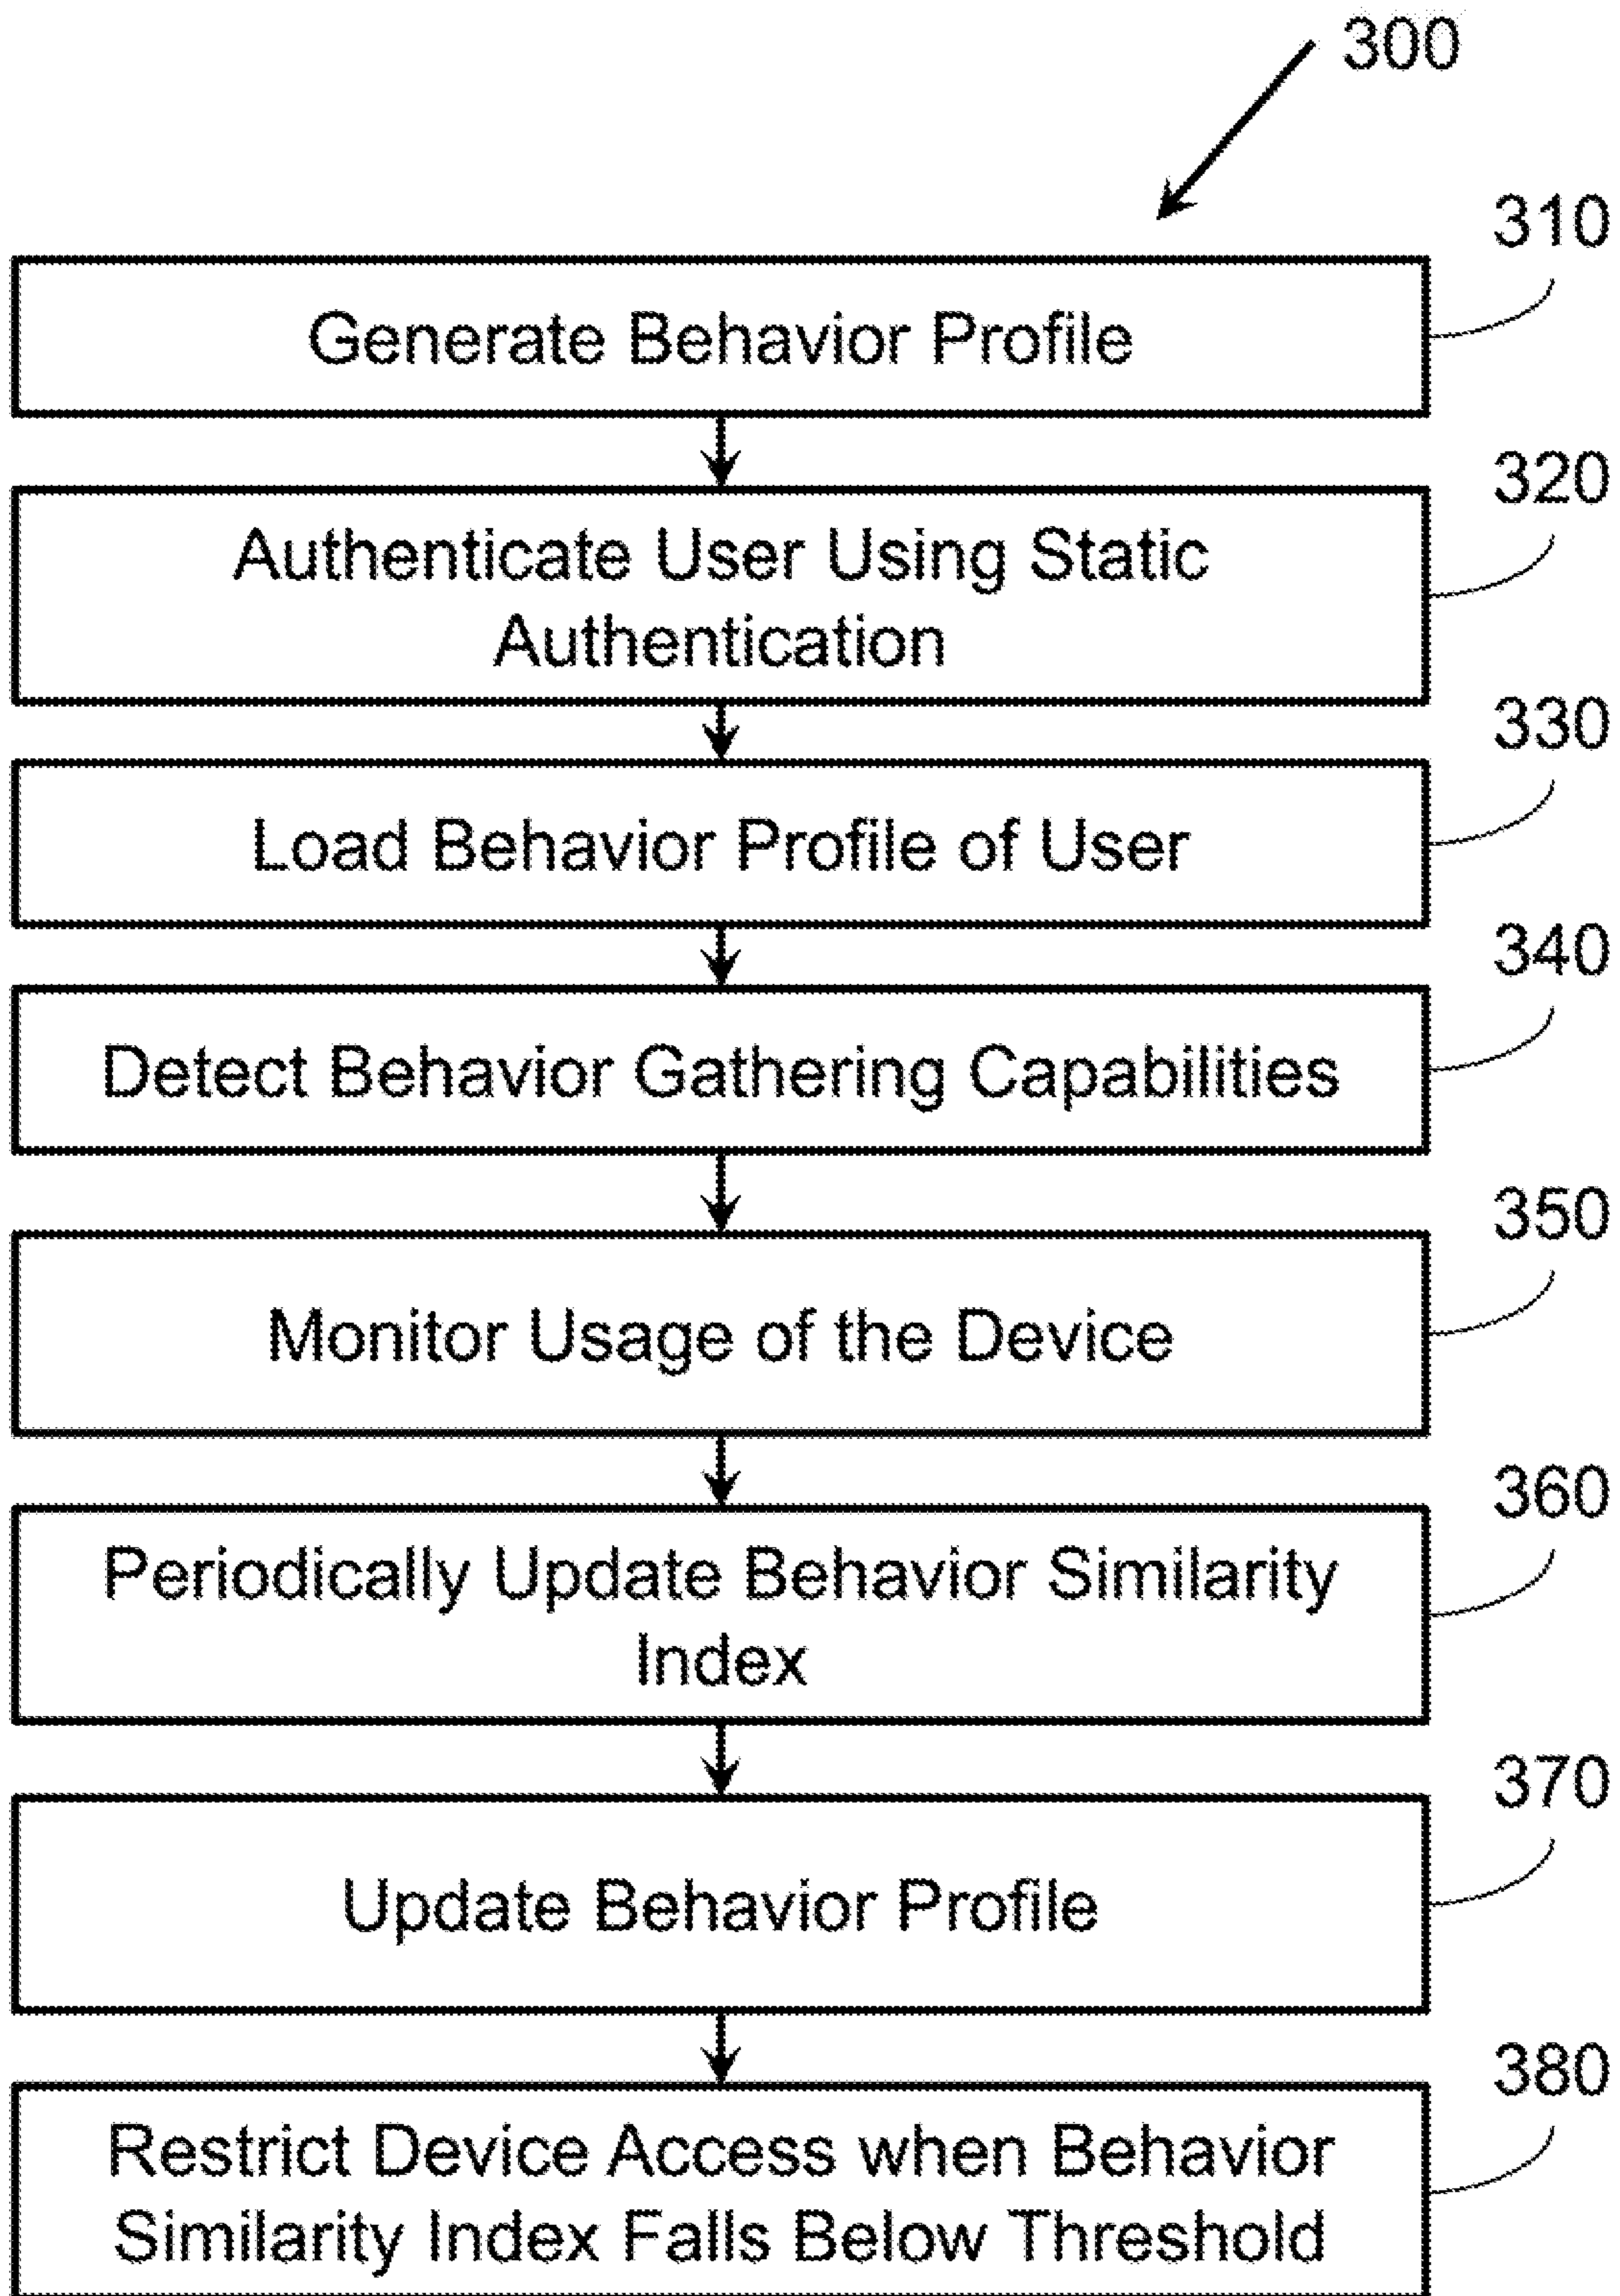 300
310
Generate Behavior Profile
320
Authenticate User Using Static
Authentication
330
Load Behavior Profile of User
340
Detect Behavior Gathering Capabilities
350
Monitor Usage of the Device
360
Periodically Update Behavior Similarity
Index
370
Update Behavior Profile
380
Restrict Device Access when Behavior
Similarity Index Falls Below Threshold